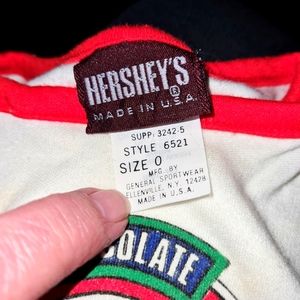 HERSHEY'S®
MADE IN U.S.A.
SUPP: 3242-5
STYLE 6521
SIZE 0
MFG. BY
GENERAL SPORTWEAR
ELLENVILLE, N.Y. 12428
MADE IN U.S.A.
OLATE